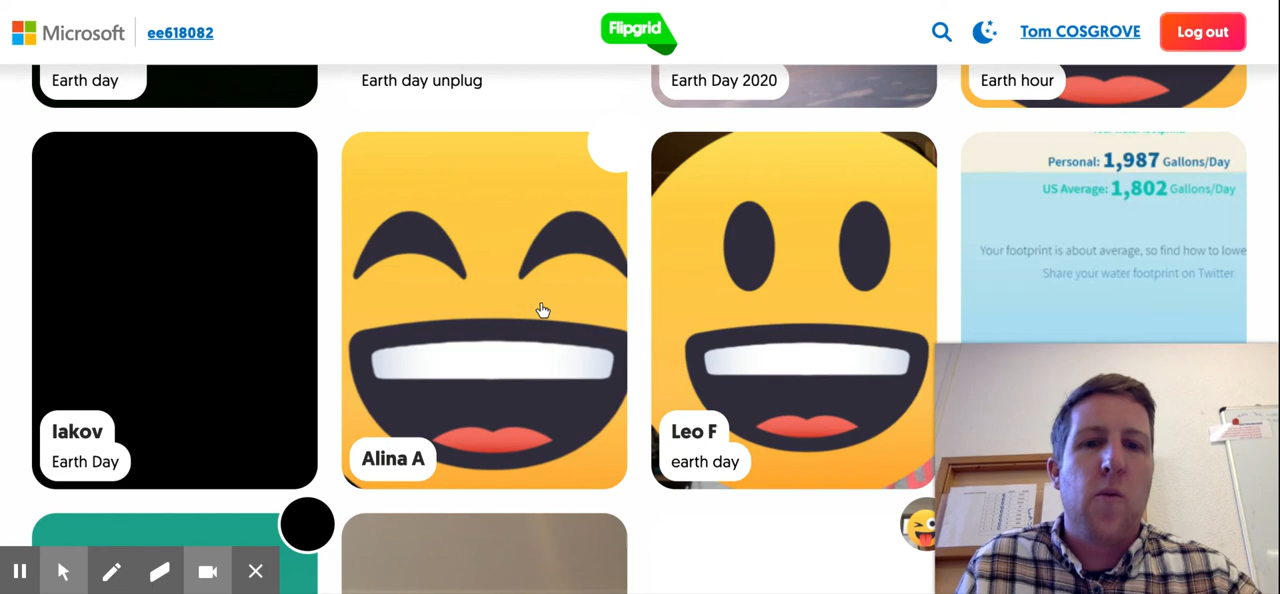 Microsoft
ee618082
Flipgrid
Tom COSGROVE
Log out
Earth day
Earth day unplug
Earth Day 2020
Earth hour
Personal: 1,987 Gallons/Day
US Average: 1,802 Gallons/Day
Your footprint is about average, so find how to lowe
Share your water footprint on Twitter
Iakov
Earth Day
Alina A
Leo F
earth day